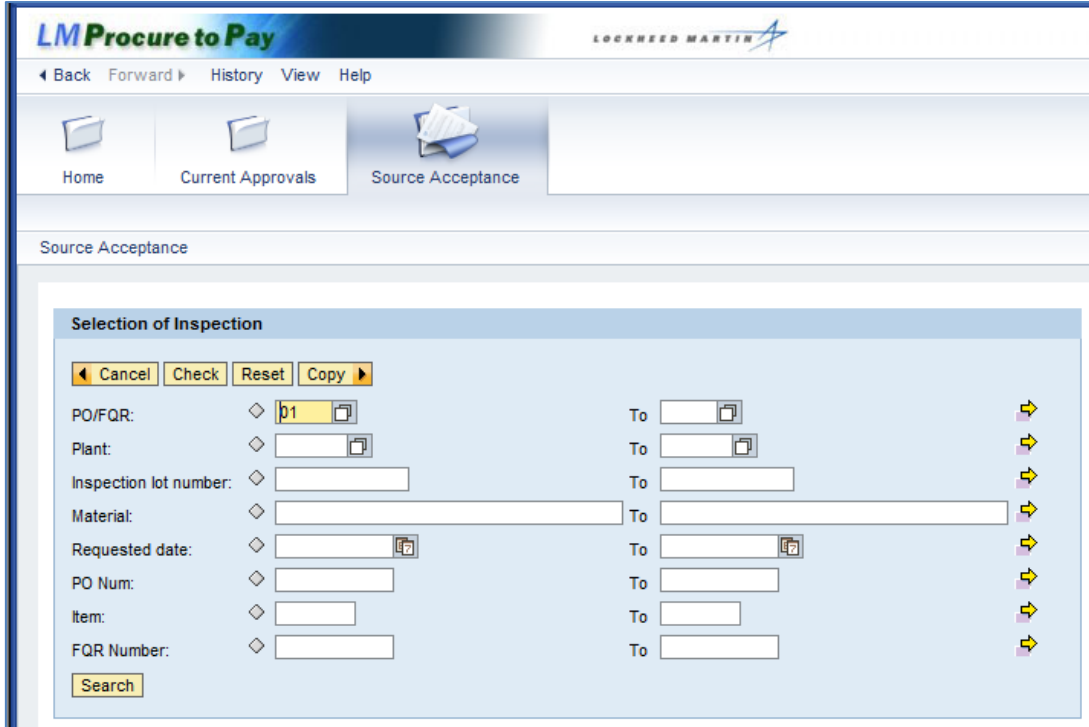 LM Procure to Pay LOCKHEED MARTIN
Back Forward History View Help
Home Current Approvals Source Acceptance
Source Acceptance
Selection of Inspection
Cancel Check Reset Copy
PO/FQR: 01 To
Plant: To
Inspection lot number: To
Material: To
Requested date: To
PO Num: To
Item: To
FQR Number: To
Search